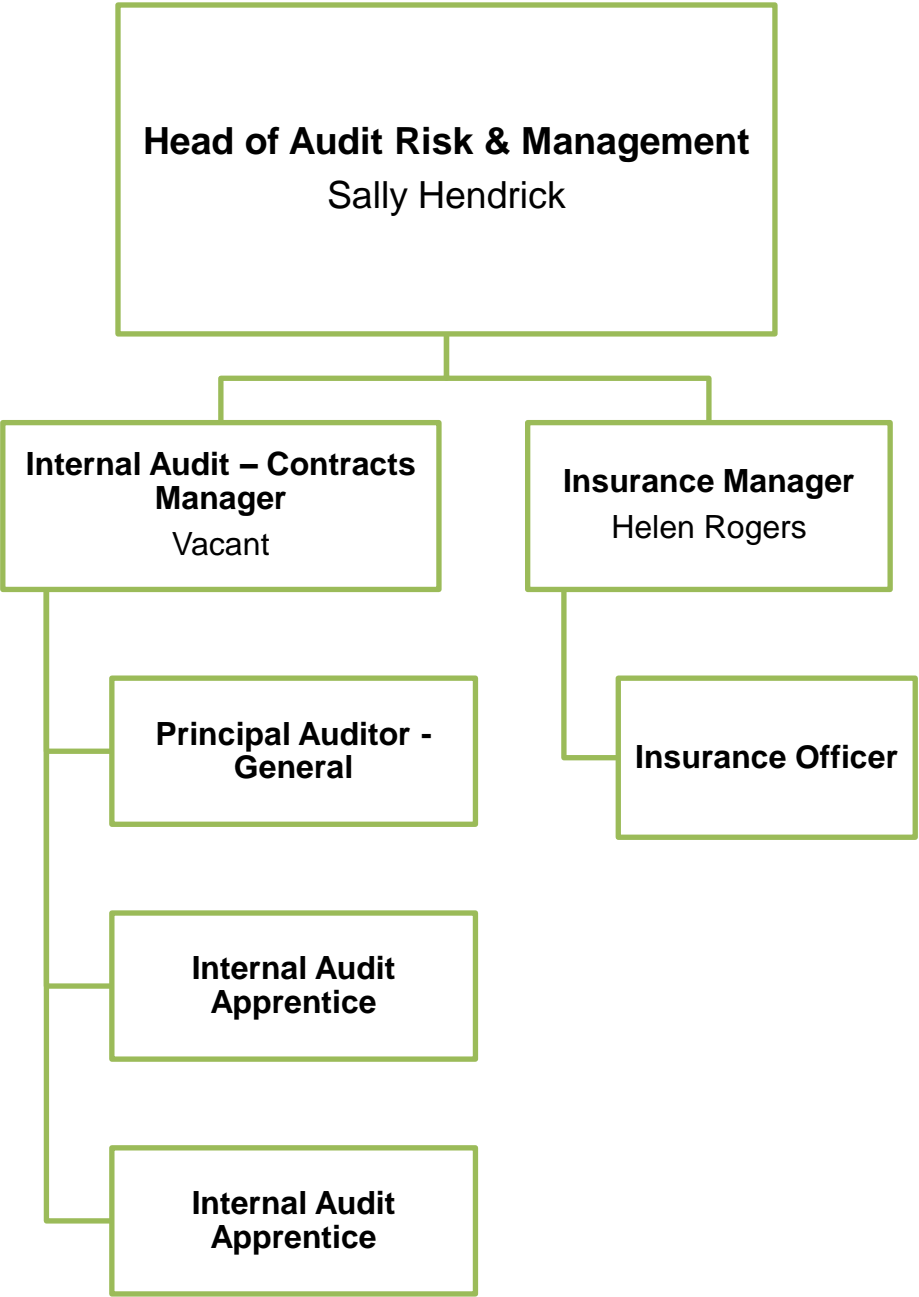 Head of Audit Risk & Management
Sally Hendrick
Internal Audit – Contracts
Manager
Vacant
Insurance Manager
Helen Rogers
Principal Auditor -
General
Insurance Officer
Internal Audit
Apprentice
Internal Audit
Apprentice